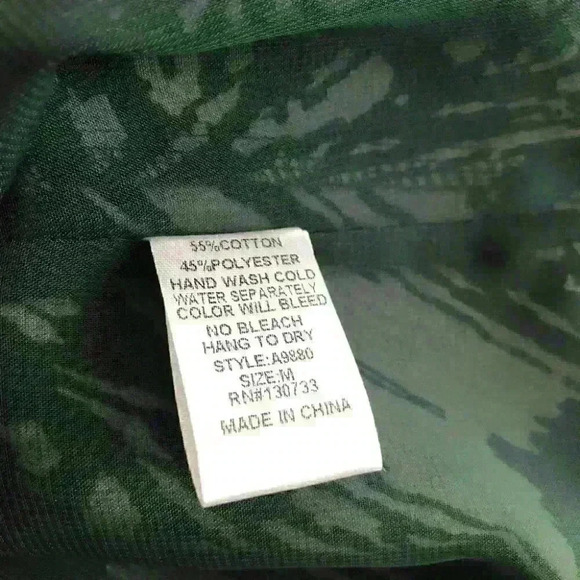 55%COTTON
45%POLYESTER
HAND WASH COLD
WATER SEPARATELY
COLOR WILL BLEED
NO BLEACH
HANG TO DRY
STYLE:A9880
SIZE:M
RN#130733
MADE IN CHINA